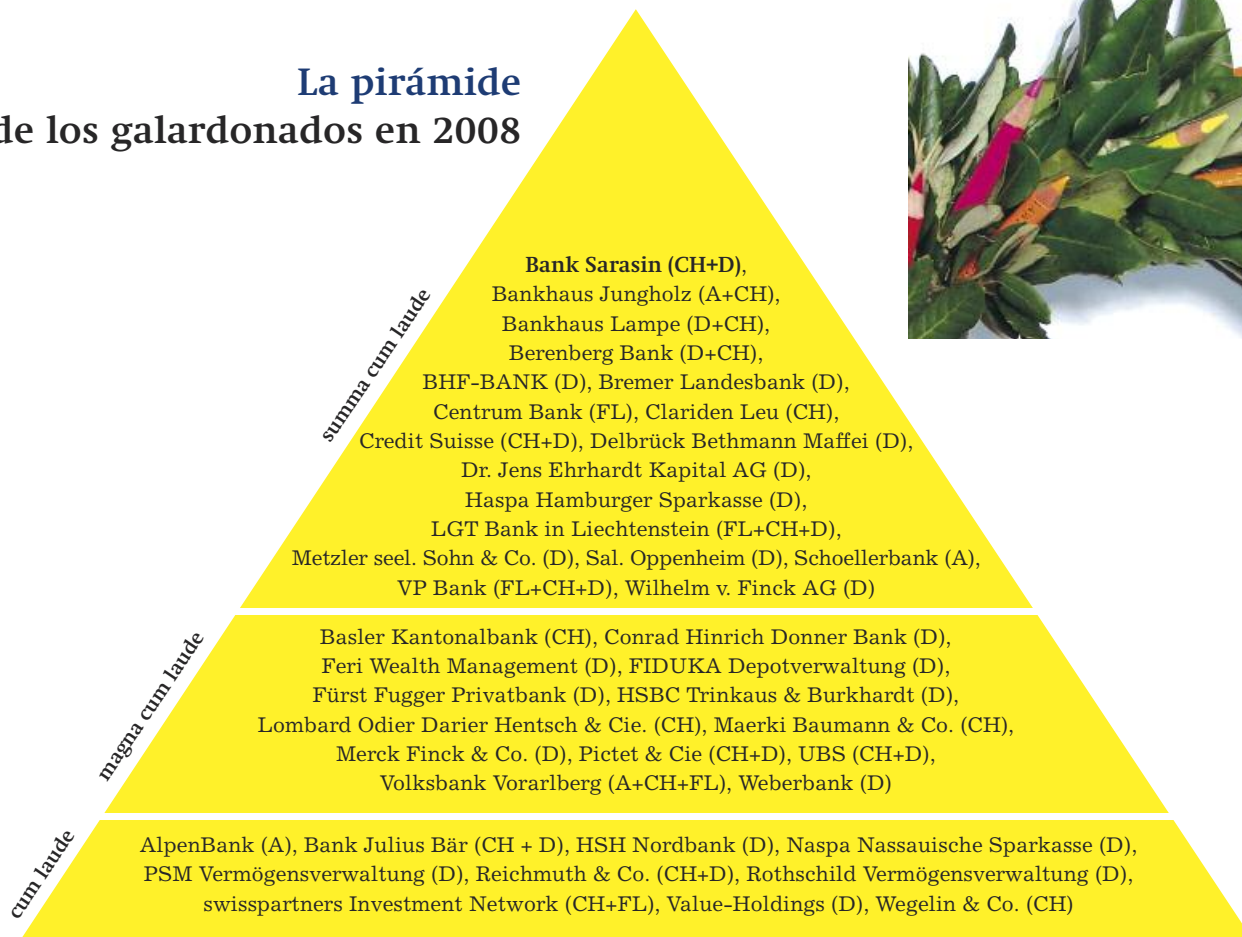 La pirámide
de los galardonados en 2008
summa cum laude
Bank Sarasin (CH+D),
Bankhaus Jungholz (A+CH),
Bankhaus Lampe (D+CH),
Berenberg Bank (D+CH),
BHF-BANK (D), Bremer Landesbank (D),
Centrum Bank (FL), Clariden Leu (CH),
Credit Suisse (CH+D), Delbrück Bethmann Maffei (D),
Dr. Jens Ehrhardt Kapital AG (D),
Haspa Hamburger Sparkasse (D),
LGT Bank in Liechtenstein (FL+CH+D),
Metzler seel. Sohn & Co. (D), Sal. Oppenheim (D), Schoellerbank (A),
VP Bank (FL+CH+D), Wilhelm v. Finck AG (D)
magna cum laude
Basler Kantonalbank (CH), Conrad Hinrich Donner Bank (D),
Feri Wealth Management (D), FIDUKA Depotverwaltung (D),
Fürst Fugger Privatbank (D), HSBC Trinkaus & Burkhardt (D),
Lombard Odier Darier Hentsch & Cie. (CH), Maerki Baumann & Co. (CH),
Merck Finck & Co. (D), Pictet & Cie (CH+D), UBS (CH+D),
Volksbank Vorarlberg (A+CH+FL), Weberbank (D)
cum laude
AlpenBank (A), Bank Julius Bär (CH + D), HSH Nordbank (D), Naspa Nassauische Sparkasse (D),
PSM Vermögensverwaltung (D), Reichmuth & Co. (CH+D), Rothschild Vermögensverwaltung (D),
swisspartners Investment Network (CH+FL), Value-Holdings (D), Wegelin & Co. (CH)